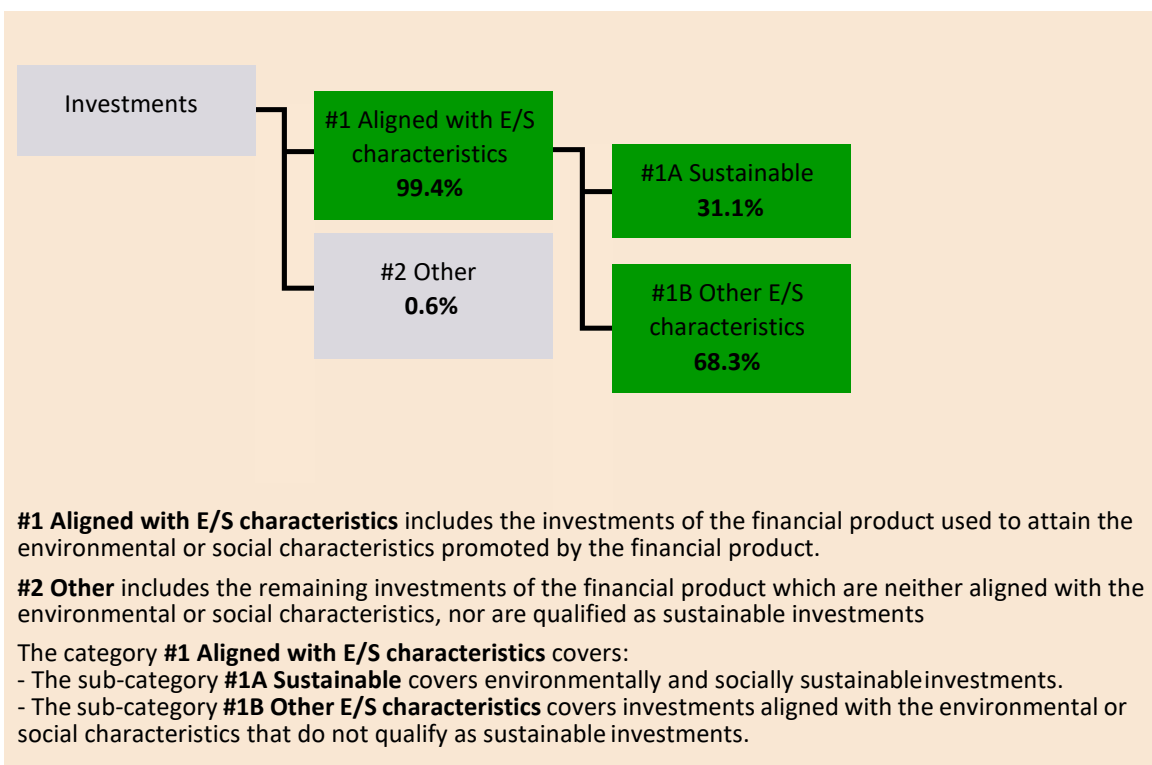 Investments
#1 Aligned with E/S
characteristics
99.4%
#1A Sustainable
31.1%
#2 Other
0.6%
#1B Other E/S
characteristics
68.3%
#1 Aligned with E/S characteristics includes the investments of the financial product used to attain the
environmental or social characteristics promoted by the financial product.
#2 Other includes the remaining investments of the financial product which are neither aligned with the
environmental or social characteristics, nor are qualified as sustainable investments
The category #1 Aligned with E/S characteristics covers:
- The sub-category #1A Sustainable covers environmentally and socially sustainable investments.
- The sub-category #1B Other E/S characteristics covers investments aligned with the environmental or
social characteristics that do not qualify as sustainable investments.